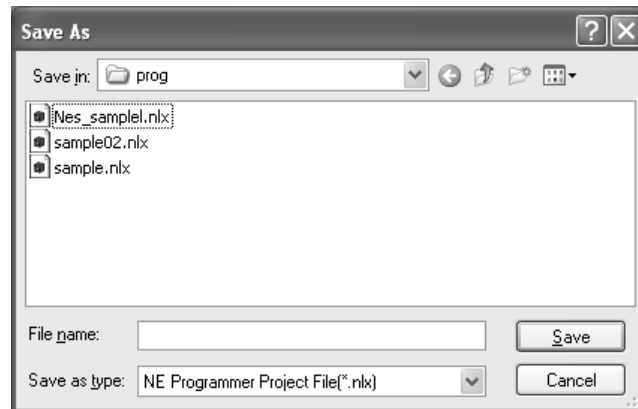 Save As
Save in: prog
Nes_samplel.nlx
sample02.nlx
sample.nlx
File name:
Save
Save as type: NE Programmer Project File(*.nlx)
Cancel